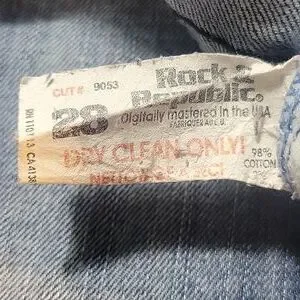 CUT# 9053
28
Rock &
Republic.
Digitally mastered in the USA
DRY CLEAN ONLY!
98%
COTTON